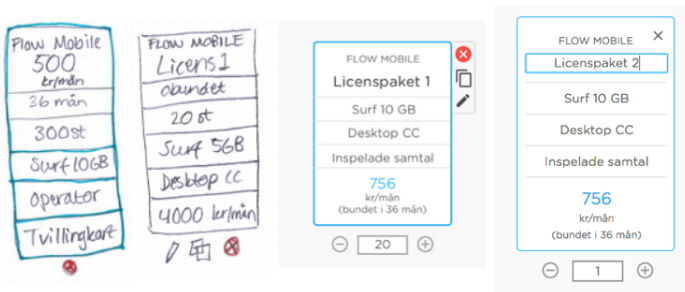 Flow Mobile
500
kr/mån
36 mån
300st
Surf 10GB
Operator
Tvillingkort
FLOW MOBILE
Licens 1
obundet
20 st
Surf 5GB
Desktop CC
4000 kr/mån
FLOW MOBILE
Licenspaket 1
Surf 10 GB
Desktop CC
Inspelade samtal
756
kr/mån
(bundet i 36 mån)
20
FLOW MOBILE
Licenspaket 2
Surf 10 GB
Desktop CC
Inspelade samtal
756
kr/mån
(bundet i 36 mån)
1